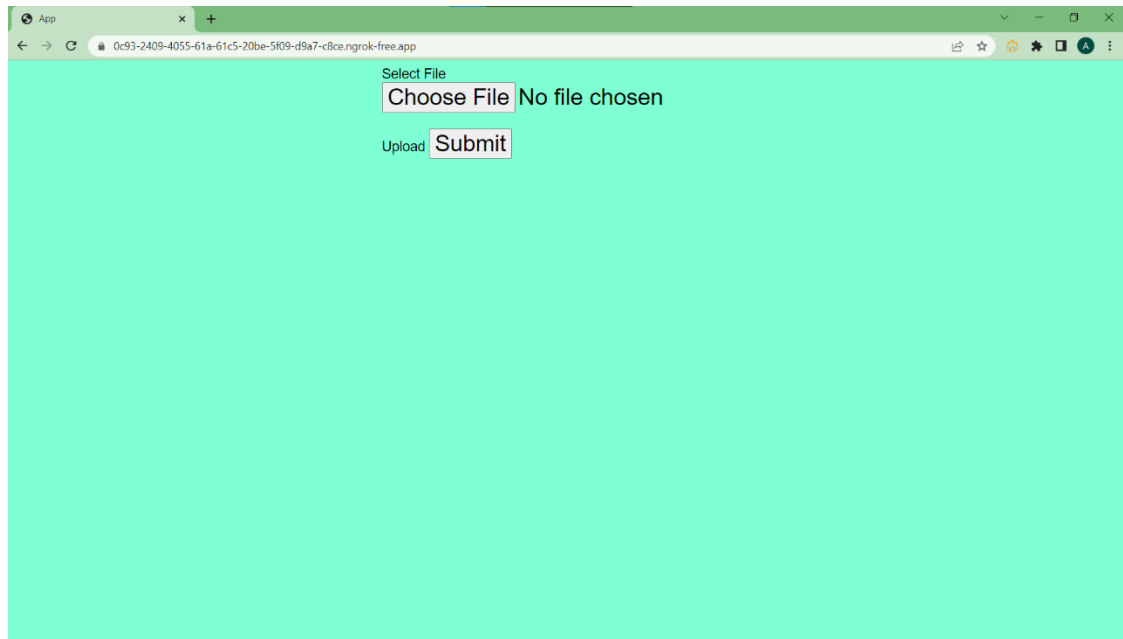 App
0c93-2409-4055-61a-61c5-20be-5f09-d9a7-c8ce.ngrok-free.app
A
Select File
Choose File No file chosen
Upload Submit